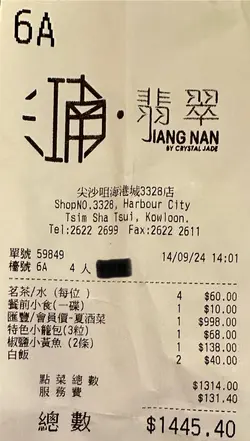 6A
江南·翡翠
JIANG NAN
BY CRYSTAL JADE
尖沙咀海港城3328店
ShopNO.3328, Harbour City
Tsim Sha Tsui, Kowloon.
Tel:2622 2699 Fax:2622 2611
單號 59849 14/09/24 14:01
檯號 6A 4 人
茗茶/水 (每位 ) 4 $60.00
餐前小食(一碟) 1 $10.00
匯豐/會員價-夏酒菜 1 $998.00
特色小籠包(3粒) 1 $68.00
椒鹽小黃魚 (2條) 1 $138.00
白飯 2 $40.00
點菜總數 $1314.00
服務費 $131.40
總數 $1445.40